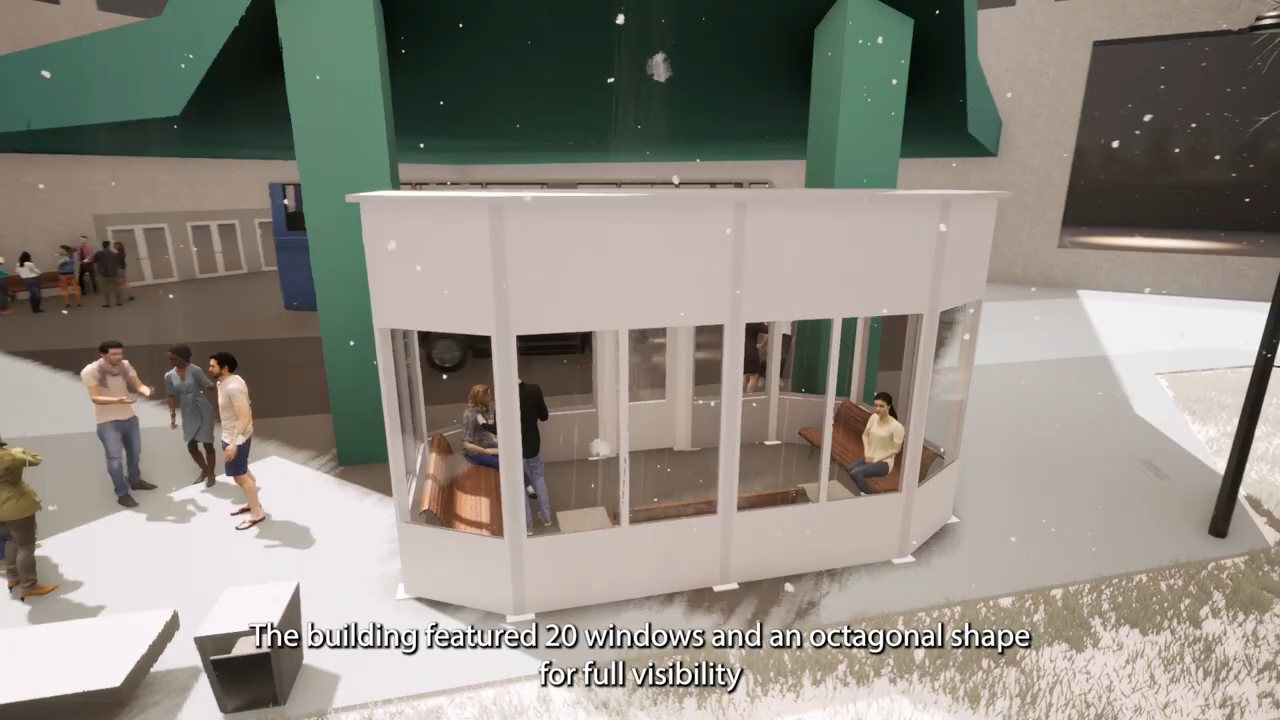 The building featured 20 windows and an octagonal shape
for full visibility